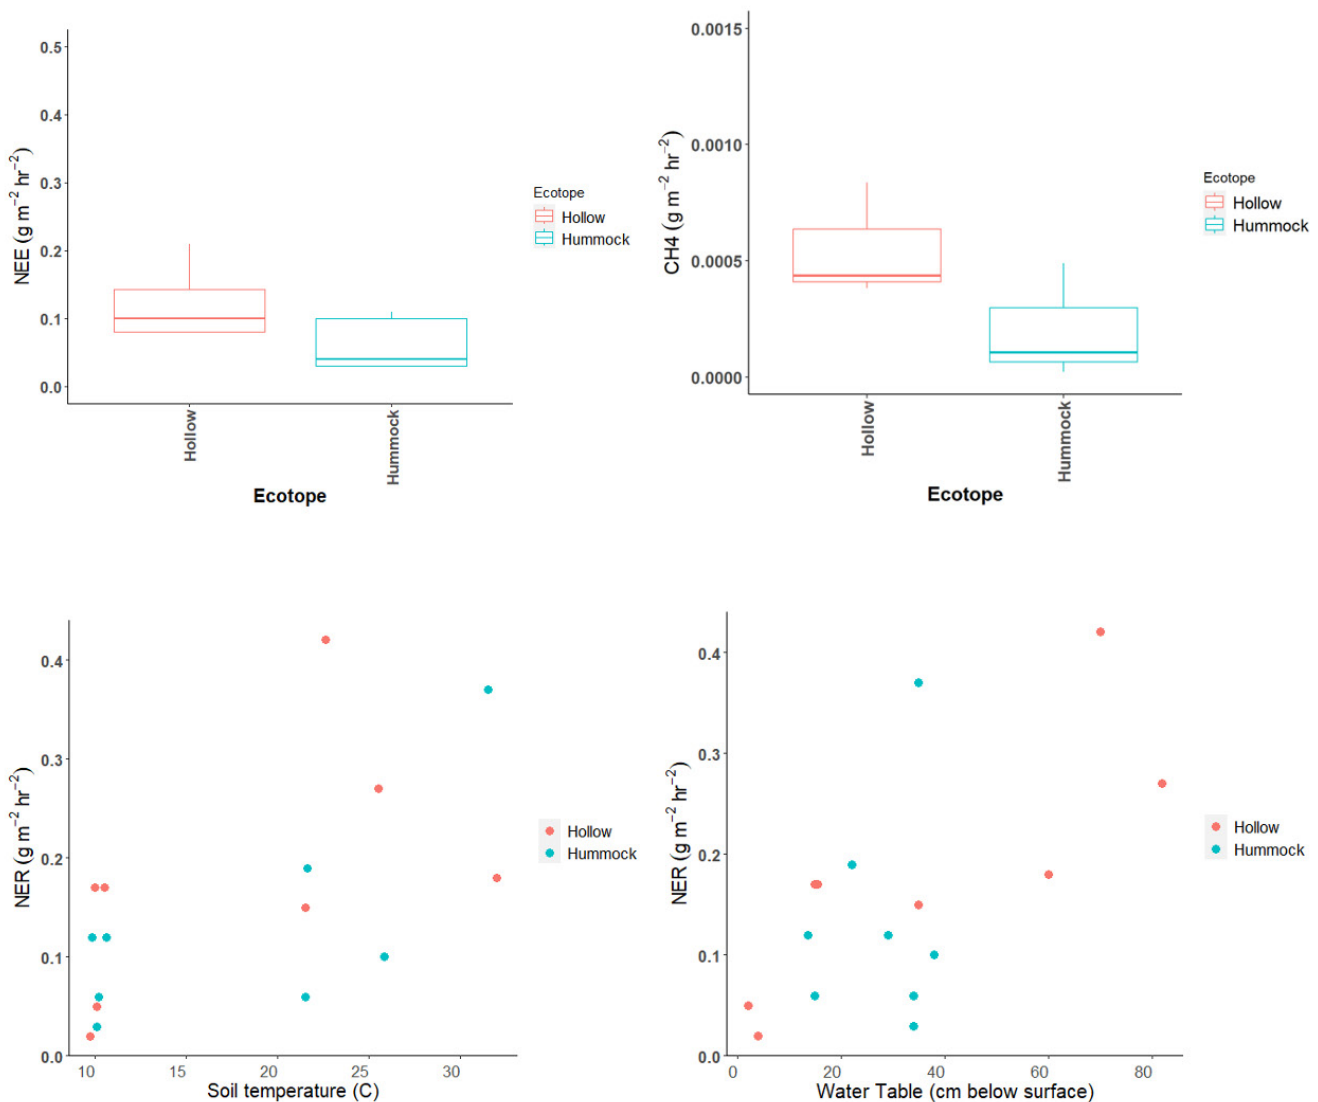 0.5
0.4
0.3
0.2
0.1
0.0
NEE (g m⁻² hr⁻²)
Hollow
Hummock
Ecotope
Ecotope
Hollow
Hummock
0.0015
0.0010
0.0005
0.0000
CH4 (g m⁻² hr⁻²)
Hollow
Hummock
Ecotope
Ecotope
Hollow
Hummock
0.4
0.3
0.2
0.1
0.0
NER (g m⁻² hr⁻²)
10 15 20 25 30
Soil temperature (C)
Hollow
Hummock
0.4
0.3
0.2
0.1
0.0
NER (g m⁻² hr⁻²)
0 20 40 60 80
Water Table (cm below surface)
Hollow
Hummock